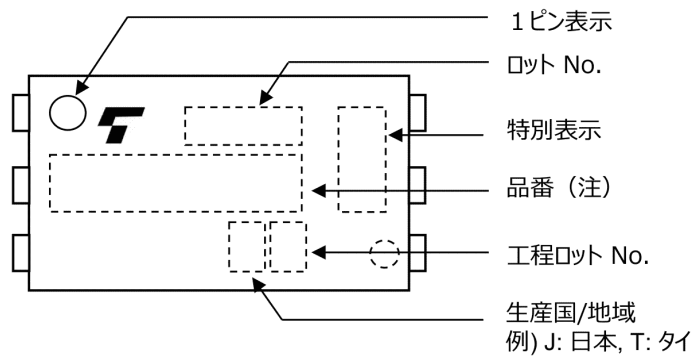 １ピン表示
ロット No.
特別表示
品番（注）
工程ロット No.
生産国/地域
例) J: 日本, T: タイ